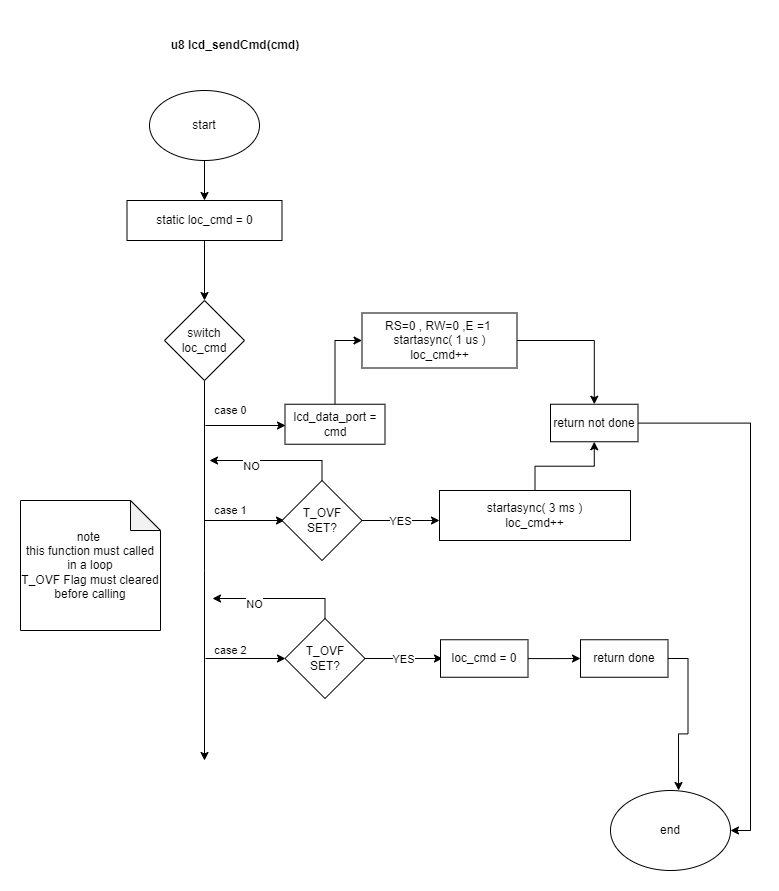 u8 lcd_sendCmd(cmd)
start
static loc_cmd = 0
switch
loc_cmd
RS=0 , RW=0 ,E =1
startasync( 1 us )
loc_cmd++
case 0
lcd_data_port =
cmd
return not done
NO
case 1
T_OVF
SET?
YES
startasync( 3 ms )
loc_cmd++
note
this function must called
in a loop
T_OVF Flag must cleared
before calling
NO
case 2
T_OVF
SET?
YES
loc_cmd = 0
return done
end